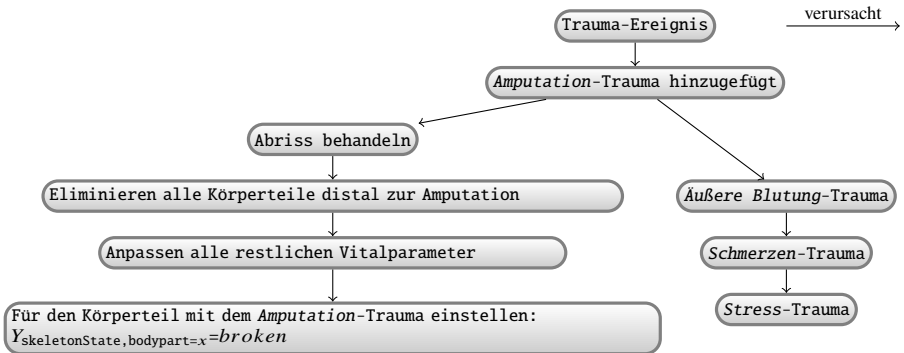 Trauma-Ereignis
verursacht
Amputation-Trauma hinzugefügt
Abriss behandeln
Eliminieren alle Körperteile distal zur Amputation
Äußere Blutung-Trauma
Anpassen alle restlichen Vitalparameter
Schmerzen-Trauma
Für den Körperteil mit dem Amputation-Trauma einstellen:
Y_skeletonState,bodypart=x=broken
Stress-Trauma